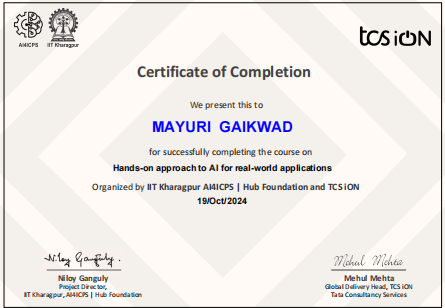 AI4ICPS IIT Kharagpur
tcs iON
Certificate of Completion
We present this to
MAYURI GAIKWAD
for successfully completing the course on
Hands-on approach to AI for real-world applications
Organized by IIT Kharagpur AI4ICPS | Hub Foundation and TCS iON
19/Oct/2024
Niloy Ganguly.
Niloy Ganguly
Project Director,
IIT Kharagpur, AI4ICPS | Hub Foundation
Mehul Mehta
Mehul Mehta
Global Delivery Head, TCS iON
Tata Consultancy Services